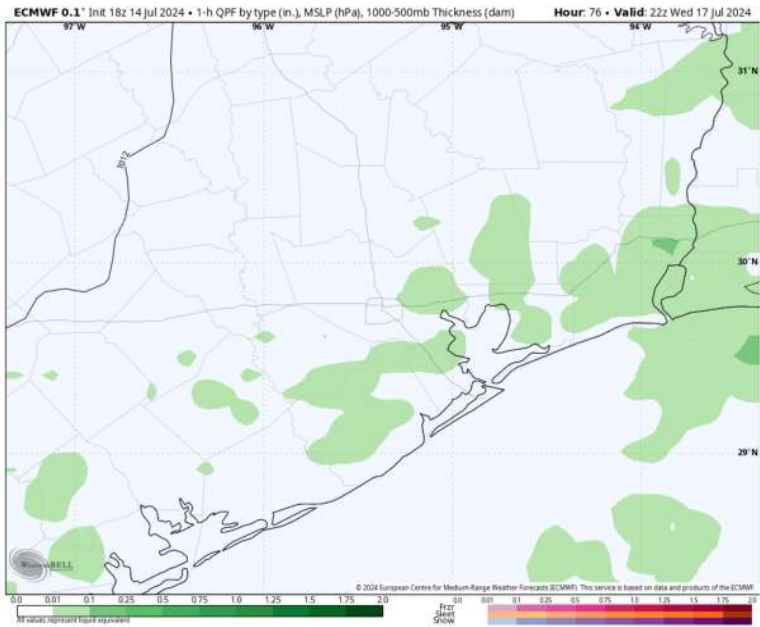 ECMWF 0.1° Init 18z 14 Jul 2024 • 1-h QPF by type (in.), MSLP (hPa), 1000-500mb Thickness (dam) Hour: 76 • Valid: 22z Wed 17 Jul 2024
97°W 96°W 95°W 94°W
31°N
1012
30°N
29°N
WeatherBELL
© 2024 European Centre for Medium-Range Weather Forecasts (ECMWF). This service is based on data and products of the ECMWF
0.0 0.01 0.1 0.25 0.5 0.75 1.0 1.25 1.5 1.75 2.0 0.0 0.01 0.1 0.25 0.5 0.75 1.0 1.25 1.5 1.75 2.0
All values represent liquid equivalent
Frzr
Sleet
Snow